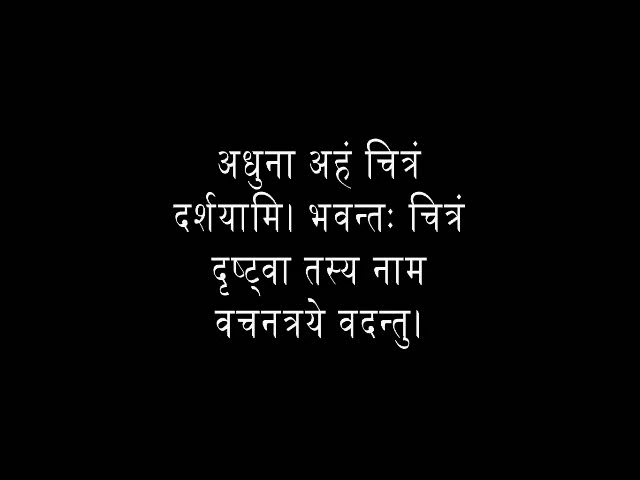 अधुना अहं चित्रं
दर्शयामि। भवन्तः चित्रं
दृष्ट्वा तस्य नाम
वचनत्रये वदन्तु।